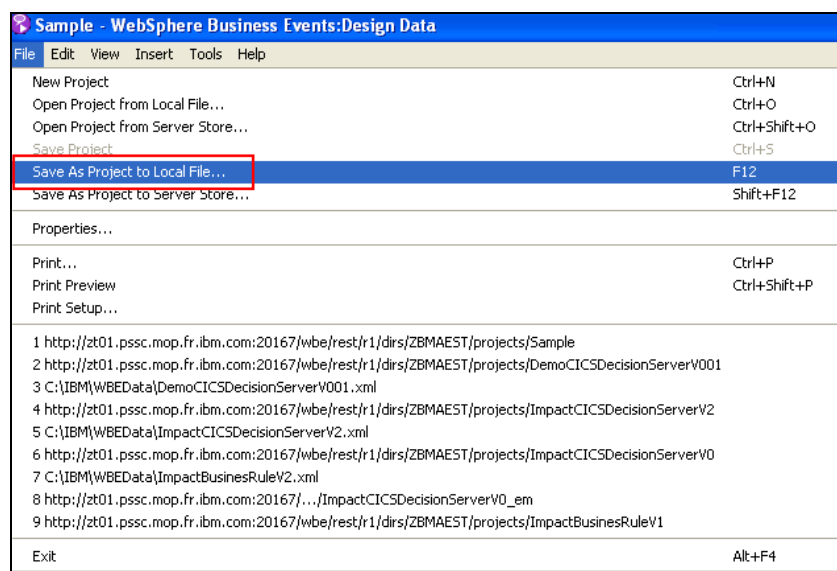 Sample - WebSphere Business Events:Design Data
File Edit View Insert Tools Help
New Project Ctrl+N
Open Project from Local File... Ctrl+O
Open Project from Server Store... Ctrl+Shift+O
Save Project Ctrl+S
Save As Project to Local File... F12
Save As Project to Server Store... Shift+F12
Properties...
Print... Ctrl+P
Print Preview Ctrl+Shift+P
Print Setup...
1 http://zt01.pssc.mop.fr.ibm.com:20167/wbe/rest/r1/dirs/ZBMAEST/projects/Sample
2 http://zt01.pssc.mop.fr.ibm.com:20167/wbe/rest/r1/dirs/ZBMAEST/projects/DemoCICSDecisionServerV001
3 C:\IBM\WBEData\DemoCICSDecisionServerV001.xml
4 http://zt01.pssc.mop.fr.ibm.com:20167/wbe/rest/r1/dirs/ZBMAEST/projects/ImpactCICSDecisionServerV2
5 C:\IBM\WBEData\ImpactCICSDecisionServerV2.xml
6 http://zt01.pssc.mop.fr.ibm.com:20167/wbe/rest/r1/dirs/ZBMAEST/projects/ImpactCICSDecisionServerV0
7 C:\IBM\WBEData\ImpactBusinesRuleV2.xml
8 http://zt01.pssc.mop.fr.ibm.com:20167/.../ImpactCICSDecisionServerV0_em
9 http://zt01.pssc.mop.fr.ibm.com:20167/wbe/rest/r1/dirs/ZBMAEST/projects/ImpactBusinesRuleV1
Exit Alt+F4